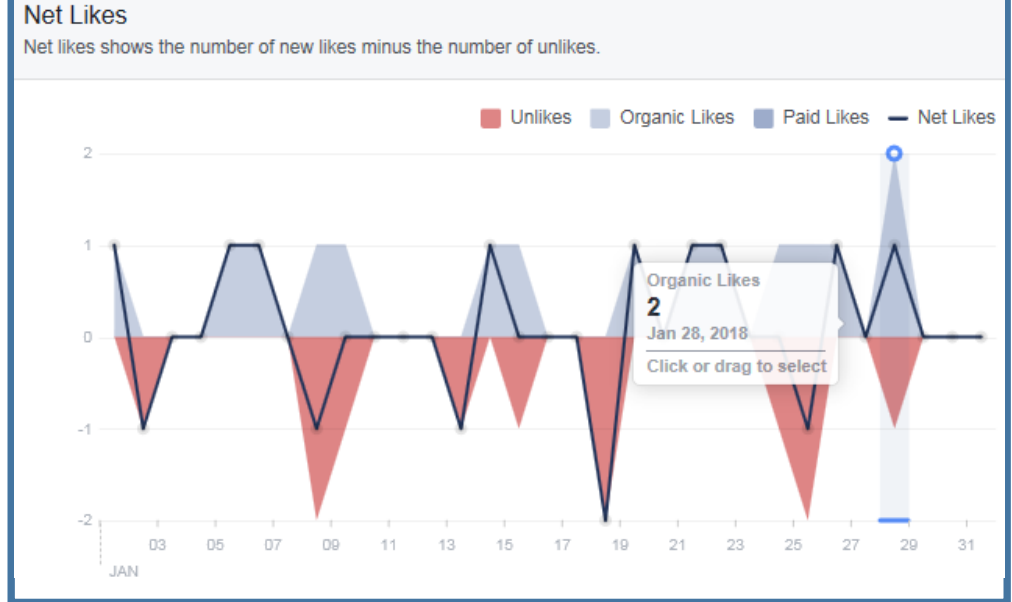 Net Likes
Net likes shows the number of new likes minus the number of unlikes.
Unlikes Organic Likes Paid Likes Net Likes
2
1
0
-1
-2
Organic Likes
2
Jan 28, 2018
Click or drag to select
03 05 07 09 11 13 15 17 19 21 23 25 27 29 31
JAN